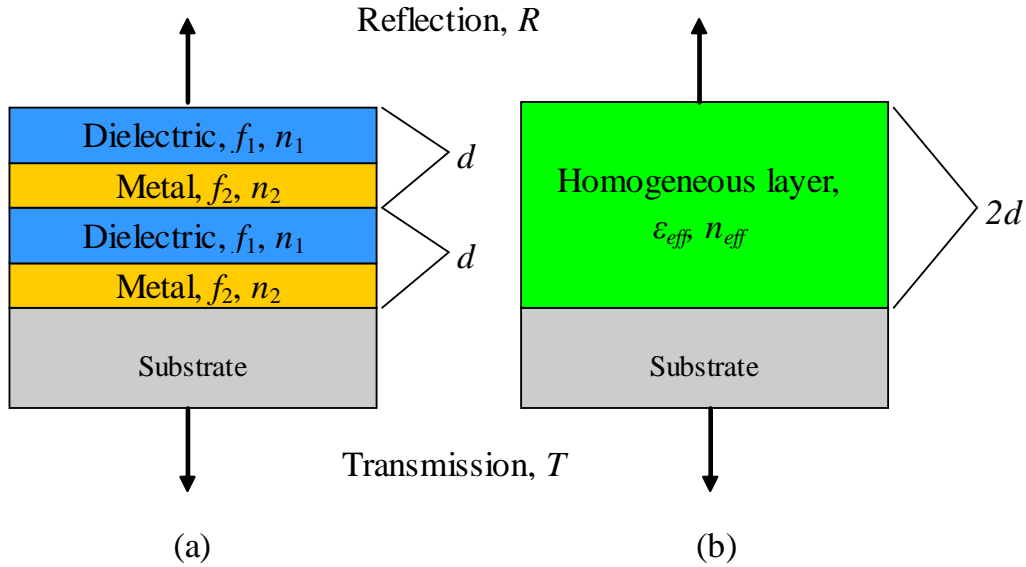 Reflection, R
Dielectric, f₁, n₁
Metal, f₂, n₂
Dielectric, f₁, n₁
Metal, f₂, n₂
Substrate
d
d
Homogeneous layer,
εeff, neff
Substrate
2d
Transmission, T
(a)
(b)